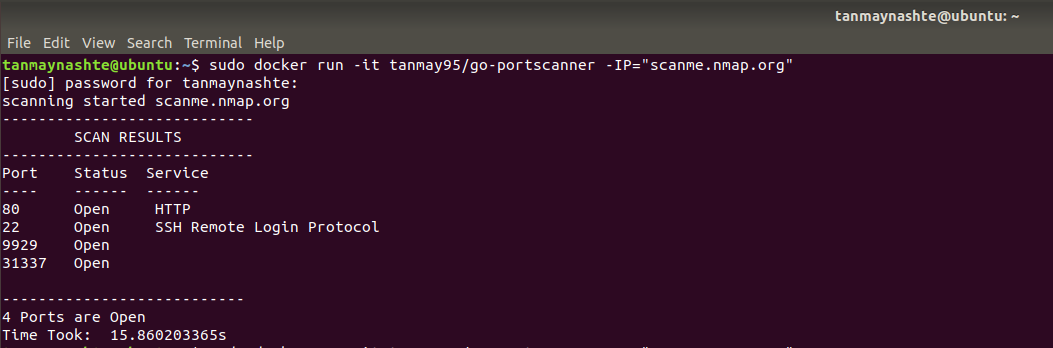 tanmaynashte@ubuntu: ~
File Edit View Search Terminal Help
tanmaynashte@ubuntu:~$ sudo docker run -it tanmay95/go-portscanner -IP="scanme.nmap.org"
[sudo] password for tanmaynashte:
scanning started scanme.nmap.org
----------------------------
SCAN RESULTS
----------------------------
Port Status Service
---- ------ ------
80 Open HTTP
22 Open SSH Remote Login Protocol
9929 Open
31337 Open
---------------------------
4 Ports are Open
Time Took: 15.860203365s